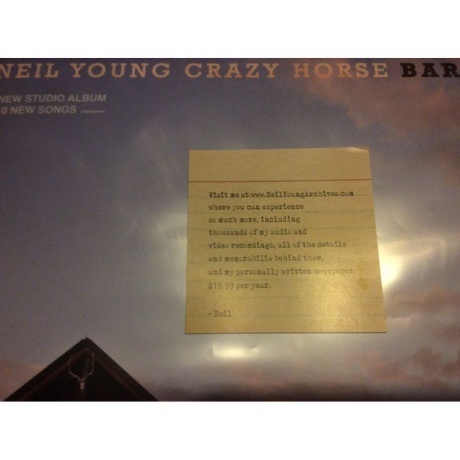 NEIL YOUNG CRAZY HORSE BAR
NEW STUDIO ALBUM
0 NEW SONGS
Visit me at www.NeilYoungArchives.com
where you can experience
so much more, including
thousands of my audio and
video recordings, all of the details
and memorabilia behind them,
and my personally written newspaper.
$19.99 per year.
- Neil